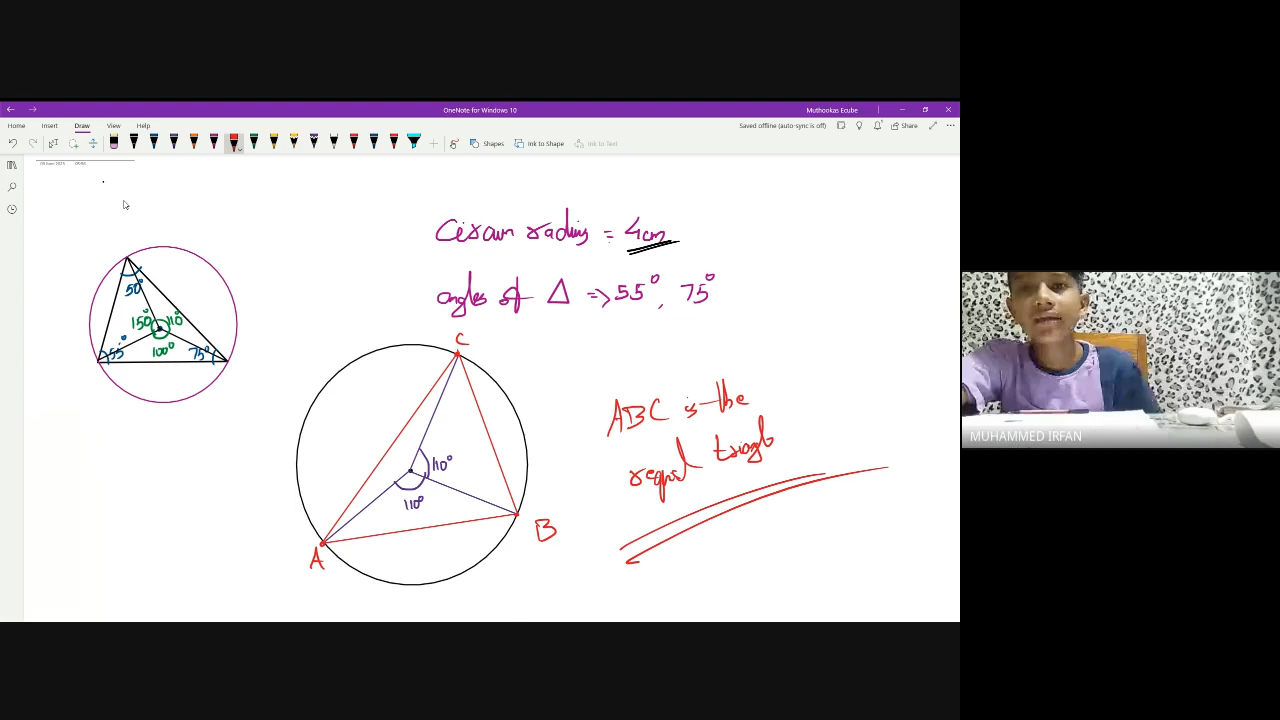 OneNote for Windows 10
Muthookas Ecube
Home Insert Draw View Help
Saved offline (auto-sync is off)
Share
Shapes
Ink to Shape
Ink to Text
Circum radius = 4cm
angles of Δ => 55°, 75°
50°
150° 110°
55° 100° 75°
C
110°
110°
A
B
ABC is the
triangle
MUHAMMED IRFAN